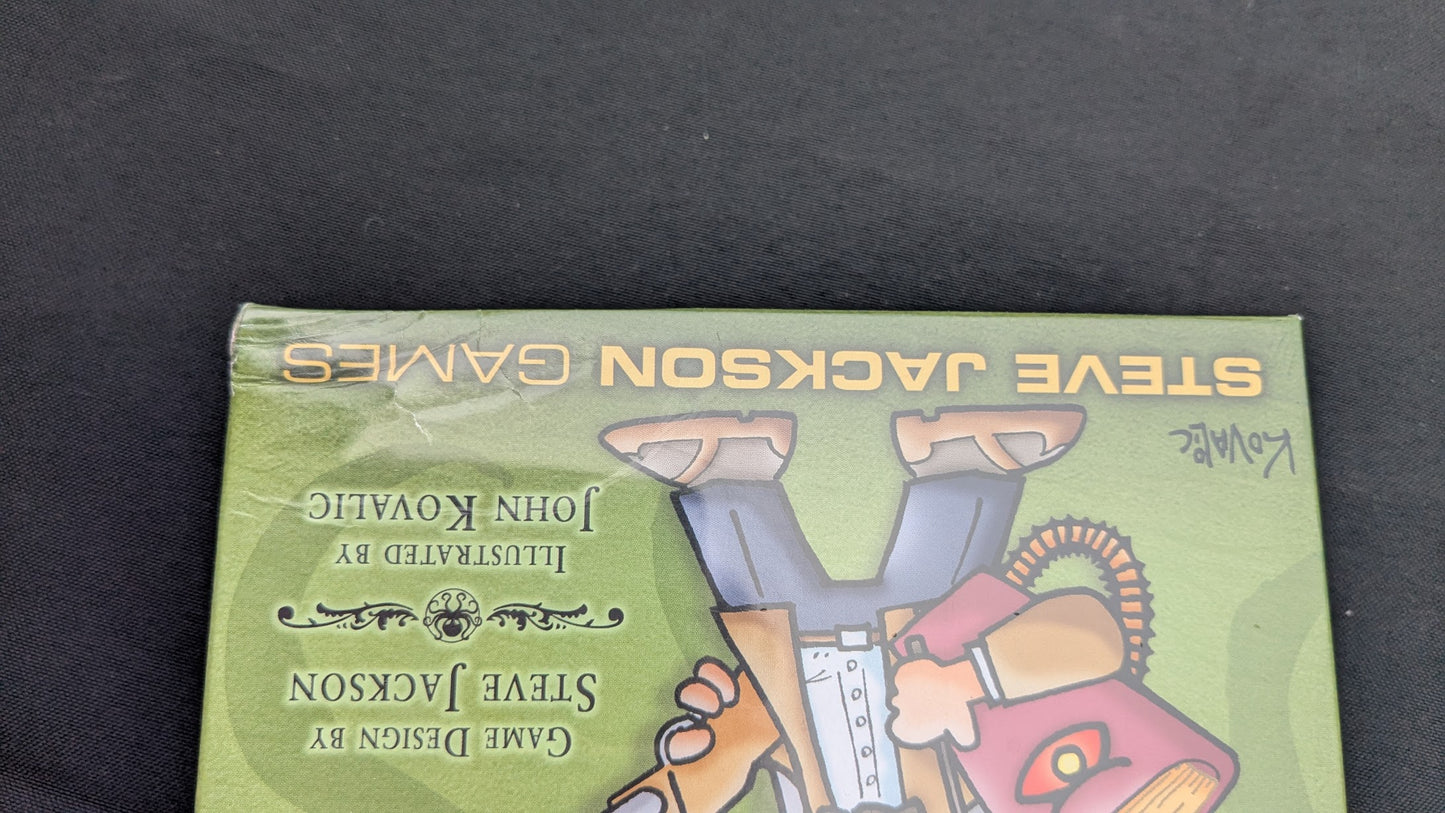 Game Design by
Steve Jackson
Illustrated by
John Kovalic
Kovalic
STEVE JACKSON GAMES